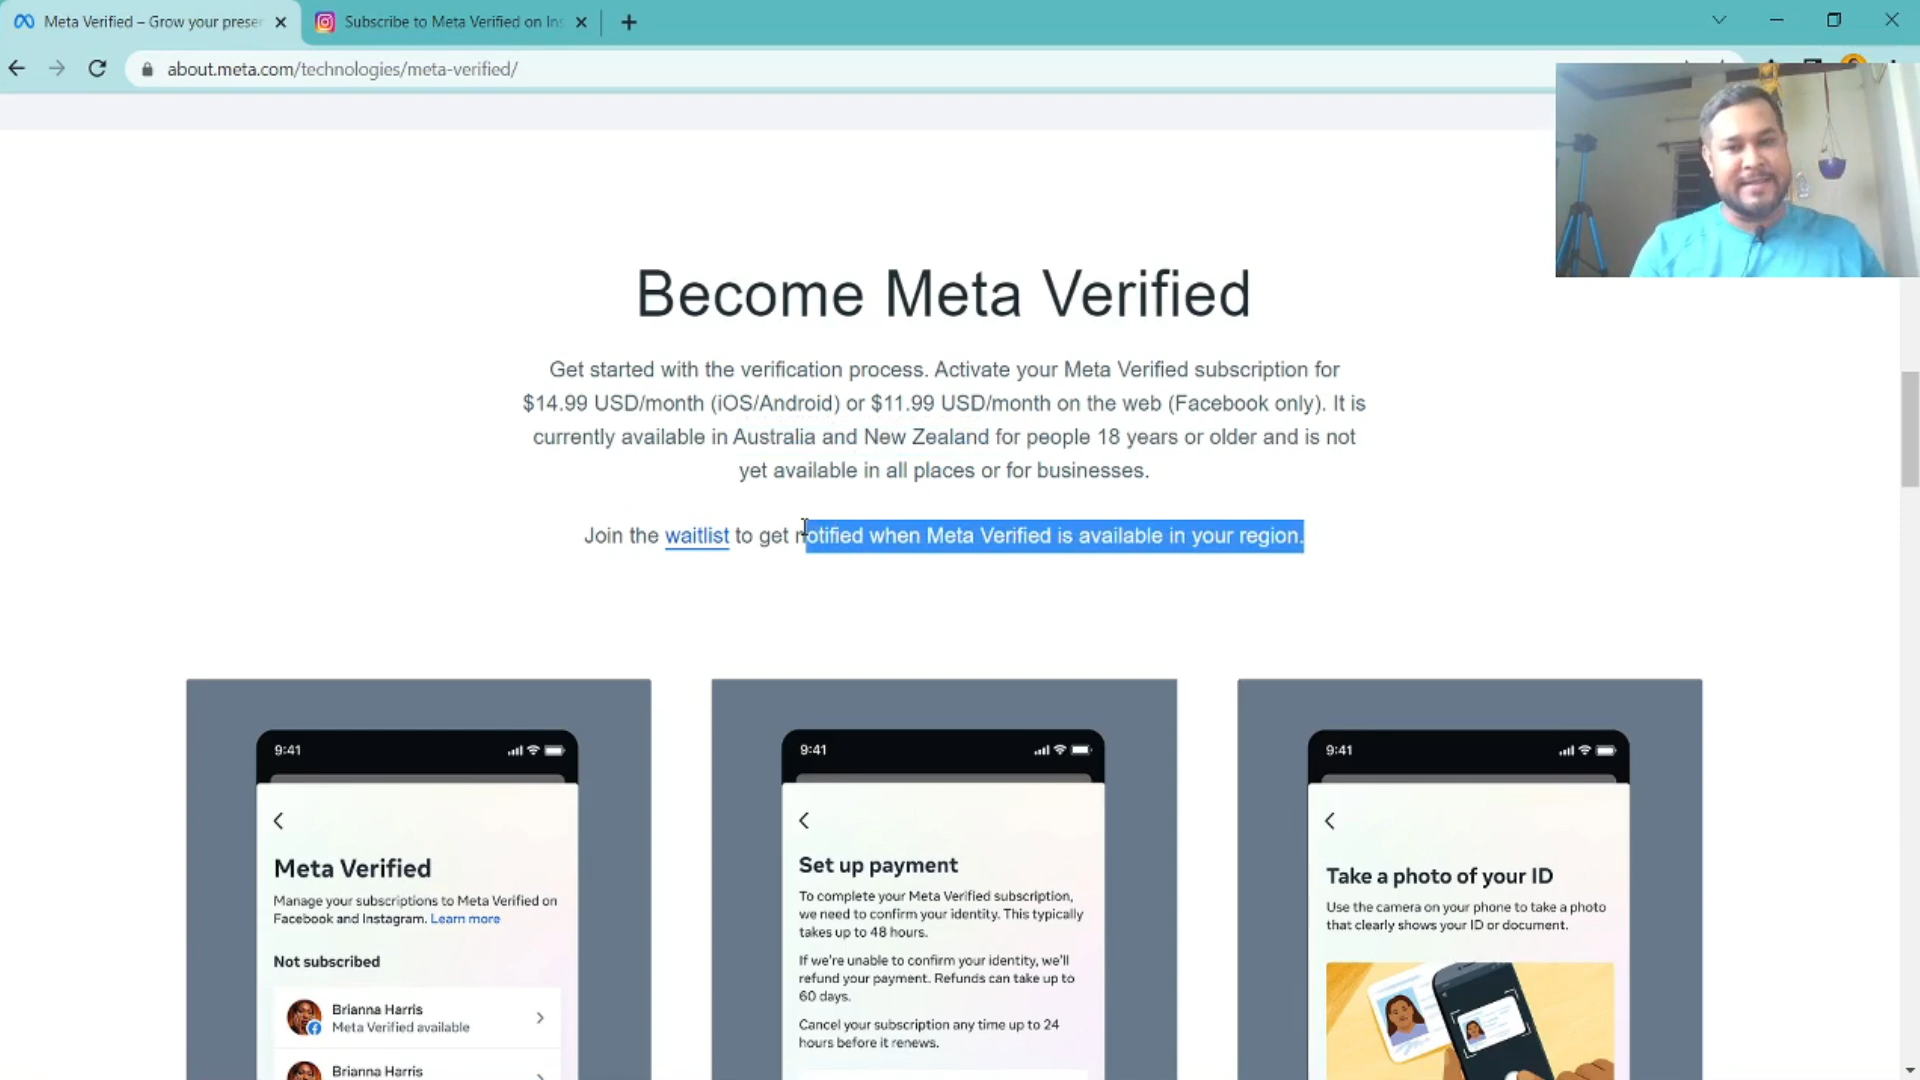 Meta Verified – Grow your prese
Subscribe to Meta Verified on Ins
about.meta.com/technologies/meta-verified/
Become Meta Verified
Get started with the verification process. Activate your Meta Verified subscription for
$14.99 USD/month (iOS/Android) or $11.99 USD/month on the web (Facebook only). It is
currently available in Australia and New Zealand for people 18 years or older and is not
yet available in all places or for businesses.
Join the waitlist to get notified when Meta Verified is available in your region.
9:41
Meta Verified
Manage your subscriptions to Meta Verified on
Facebook and Instagram. Learn more
Not subscribed
Brianna Harris
Meta Verified available
Brianna Harris
9:41
Set up payment
To complete your Meta Verified subscription,
we need to confirm your identity. This typically
takes up to 48 hours.
If we're unable to confirm your identity, we'll
refund your payment. Refunds can take up to
60 days.
Cancel your subscription any time up to 24
hours before it renews.
9:41
Take a photo of your ID
Use the camera on your phone to take a photo
that clearly shows your ID or document.